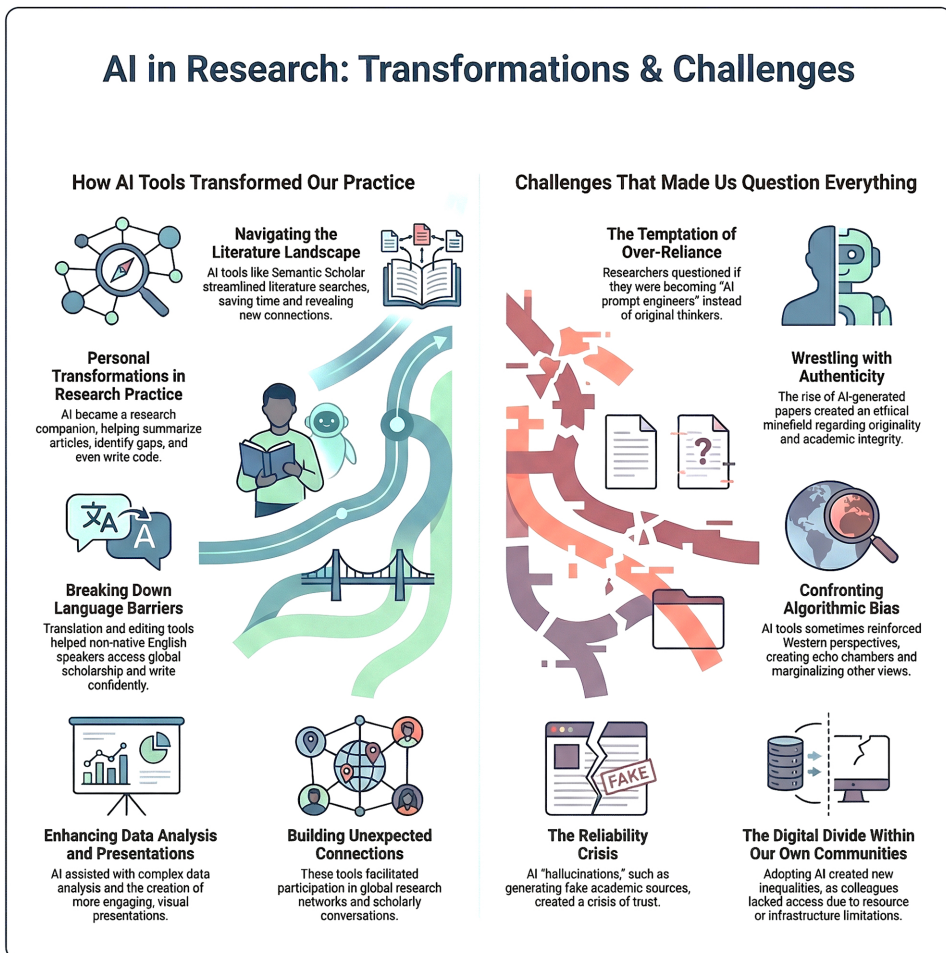 AI in Research: Transformations & Challenges
How AI Tools Transformed Our Practice
Navigating the
Literature Landscape
AI tools like Semantic Scholar
streamlined literature searches,
saving time and revealing
new connections.
Personal
Transformations in
Research Practice
AI became a research
companion, helping summarize
articles, identify gaps, and
even write code.
文A
A
Breaking Down
Language Barriers
Translation and editing tools
helped non-native English
speakers access global
scholarship and write
confidently.
Enhancing Data Analysis
and Presentations
AI assisted with complex data
analysis and the creation of
more engaging, visual
presentations.
Building Unexpected
Connections
These tools facilitated
participation in global research
networks and scholarly
conversations.
Challenges That Made Us Question Everything
The Temptation of
Over-Reliance
Researchers questioned if
they were becoming “AI
prompt engineers” instead
of original thinkers.
Wrestling with
Authenticity
The rise of AI-generated
papers created an ethical
minefield regarding originality
and academic integrity.
?
Confronting
Algorithmic Bias
AI tools sometimes reinforced
Western perspectives,
creating echo chambers and
marginalizing other views.
FAKE
The Reliability
Crisis
AI “hallucinations,” such as
generating fake academic sources,
created a crisis of trust.
The Digital Divide Within
Our Own Communities
Adopting AI created new
inequalities, as colleagues
lacked access due to resource
or infrastructure limitations.